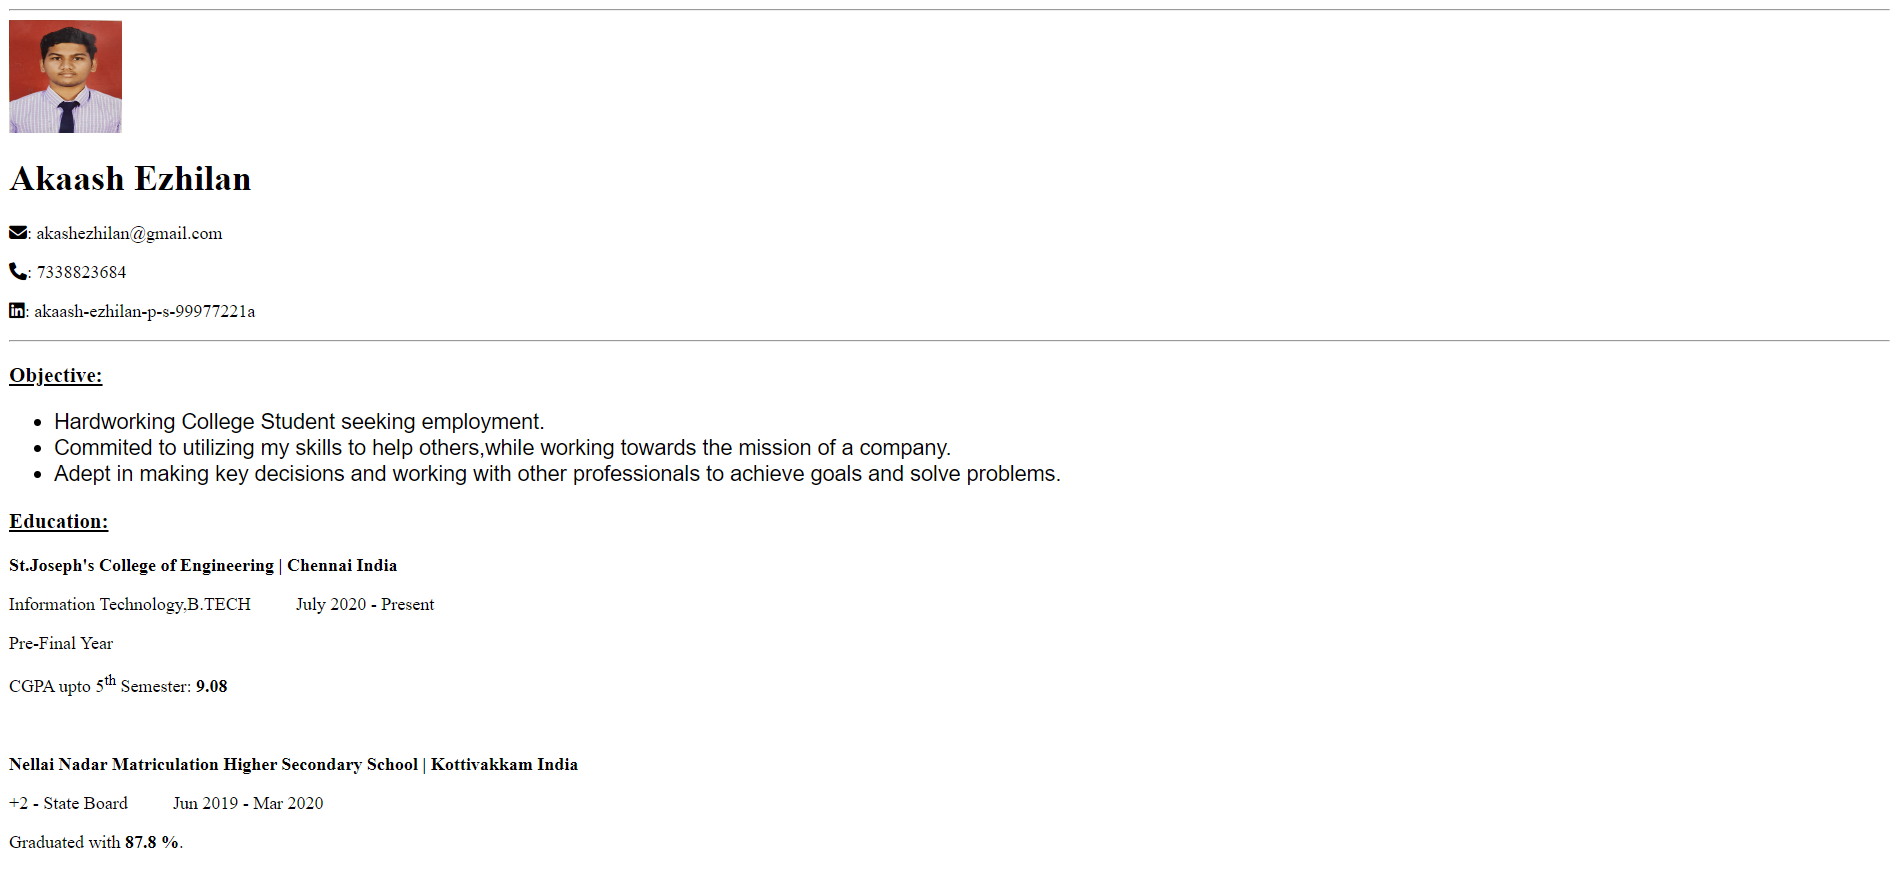 Akaash Ezhilan
: akashezhilan@gmail.com
: 7338823684
in: akaash-ezhilan-p-s-99977221a
Objective:
• Hardworking College Student seeking employment.
• Commited to utilizing my skills to help others,while working towards the mission of a company.
• Adept in making key decisions and working with other professionals to achieve goals and solve problems.
Education:
St.Joseph's College of Engineering | Chennai India
Information Technology,B.TECH July 2020 - Present
Pre-Final Year
CGPA upto 5th Semester: 9.08
Nellai Nadar Matriculation Higher Secondary School | Kottivakkam India
+2 - State Board Jun 2019 - Mar 2020
Graduated with 87.8 %.